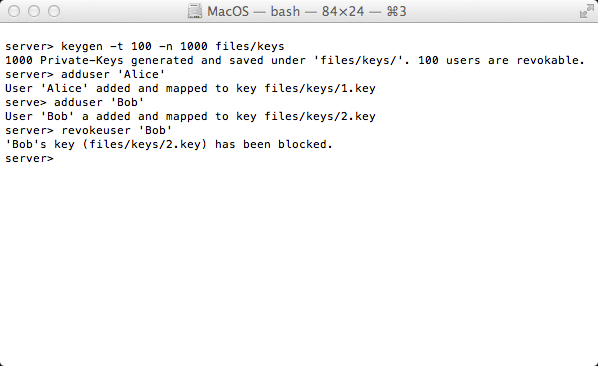 MacOS — bash — 84×24 — ⌘3
server> keygen -t 100 -n 1000 files/keys
1000 Private-Keys generated and saved under 'files/keys/'. 100 users are revokable.
server> adduser 'Alice'
User 'Alice' added and mapped to key files/keys/1.key
serve> adduser 'Bob'
User 'Bob' a added and mapped to key files/keys/2.key
server> revokeuser 'Bob'
'Bob's key (files/keys/2.key) has been blocked.
server>